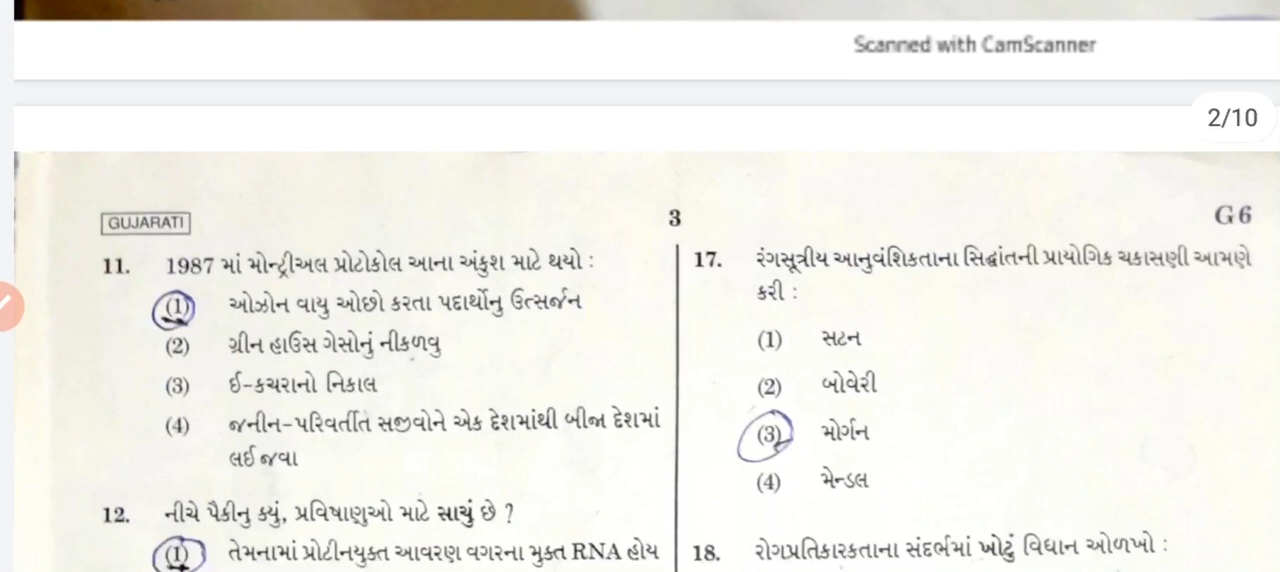 Scanned with CamScanner
2/10
GUJARATI
3
G6
11. 1987 માં મોન્ટ્રીઅલ પ્રોટોકોલ આના અંકુશ માટે થયો :
(1) ઓઝોન વાયુ ઓછો કરતા પદાર્થોનુ ઉત્સર્જન
(2) ગ્રીન હાઉસ ગેસોનું નીકળવુ
(3) ઈ-કચરાનો નિકાલ
(4) જનીન-પરિવર્તીત સજીવોને એક દેશમાંથી બીજા દેશમાં
લઈ જવા
12. નીચે પૈકીનુ ક્યું, પ્રવિષાણુઓ માટે સાચું છે ?
(1) તેમનામાં પ્રોટીનયુક્ત આવરણ વગરના મુક્ત RNA હોય
17. રંગસૂત્રીય આનુવંશિકતાના સિદ્ધાંતની પ્રાયોગિક ચકાસણી આમણે
કરી :
(1) સટન
(2) બોવેરી
(3) મોર્ગન
(4) મેન્ડલ
18. રોગપ્રતિકારકતાના સંદર્ભમાં ખોટું વિધાન ઓળખો :